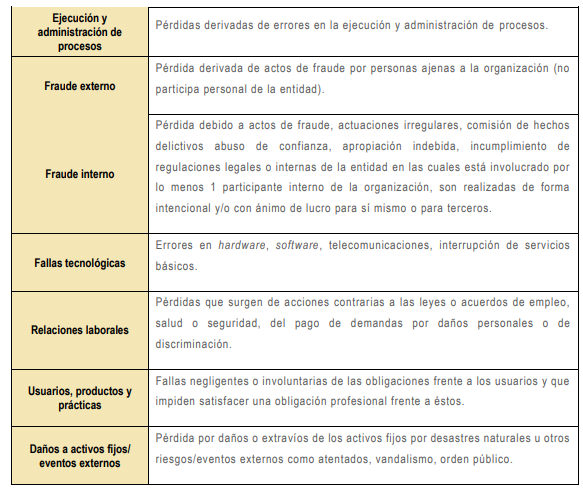 Ejecución y
administración de
procesos
Pérdidas derivadas de errores en la ejecución y administración de procesos.
Fraude externo
Pérdida derivada de actos de fraude por personas ajenas a la organización (no
participa personal de la entidad).
Fraude interno
Pérdida debido a actos de fraude, actuaciones irregulares, comisión de hechos
delictivos abuso de confianza, apropiación indebida, incumplimiento de
regulaciones legales o internas de la entidad en las cuales está involucrado por
lo menos 1 participante interno de la organización, son realizadas de forma
intencional y/o con ánimo de lucro para sí mismo o para terceros.
Fallas tecnológicas
Errores en hardware, software, telecomunicaciones, interrupción de servicios
básicos.
Relaciones laborales
Pérdidas que surgen de acciones contrarias a las leyes o acuerdos de empleo,
salud o seguridad, del pago de demandas por daños personales o de
discriminación.
Usuarios, productos y
prácticas
Fallas negligentes o involuntarias de las obligaciones frente a los usuarios y que
impiden satisfacer una obligación profesional frente a éstos.
Daños a activos fijos/
eventos externos
Pérdida por daños o extravíos de los activos fijos por desastres naturales u otros
riesgos/eventos externos como atentados, vandalismo, orden público.